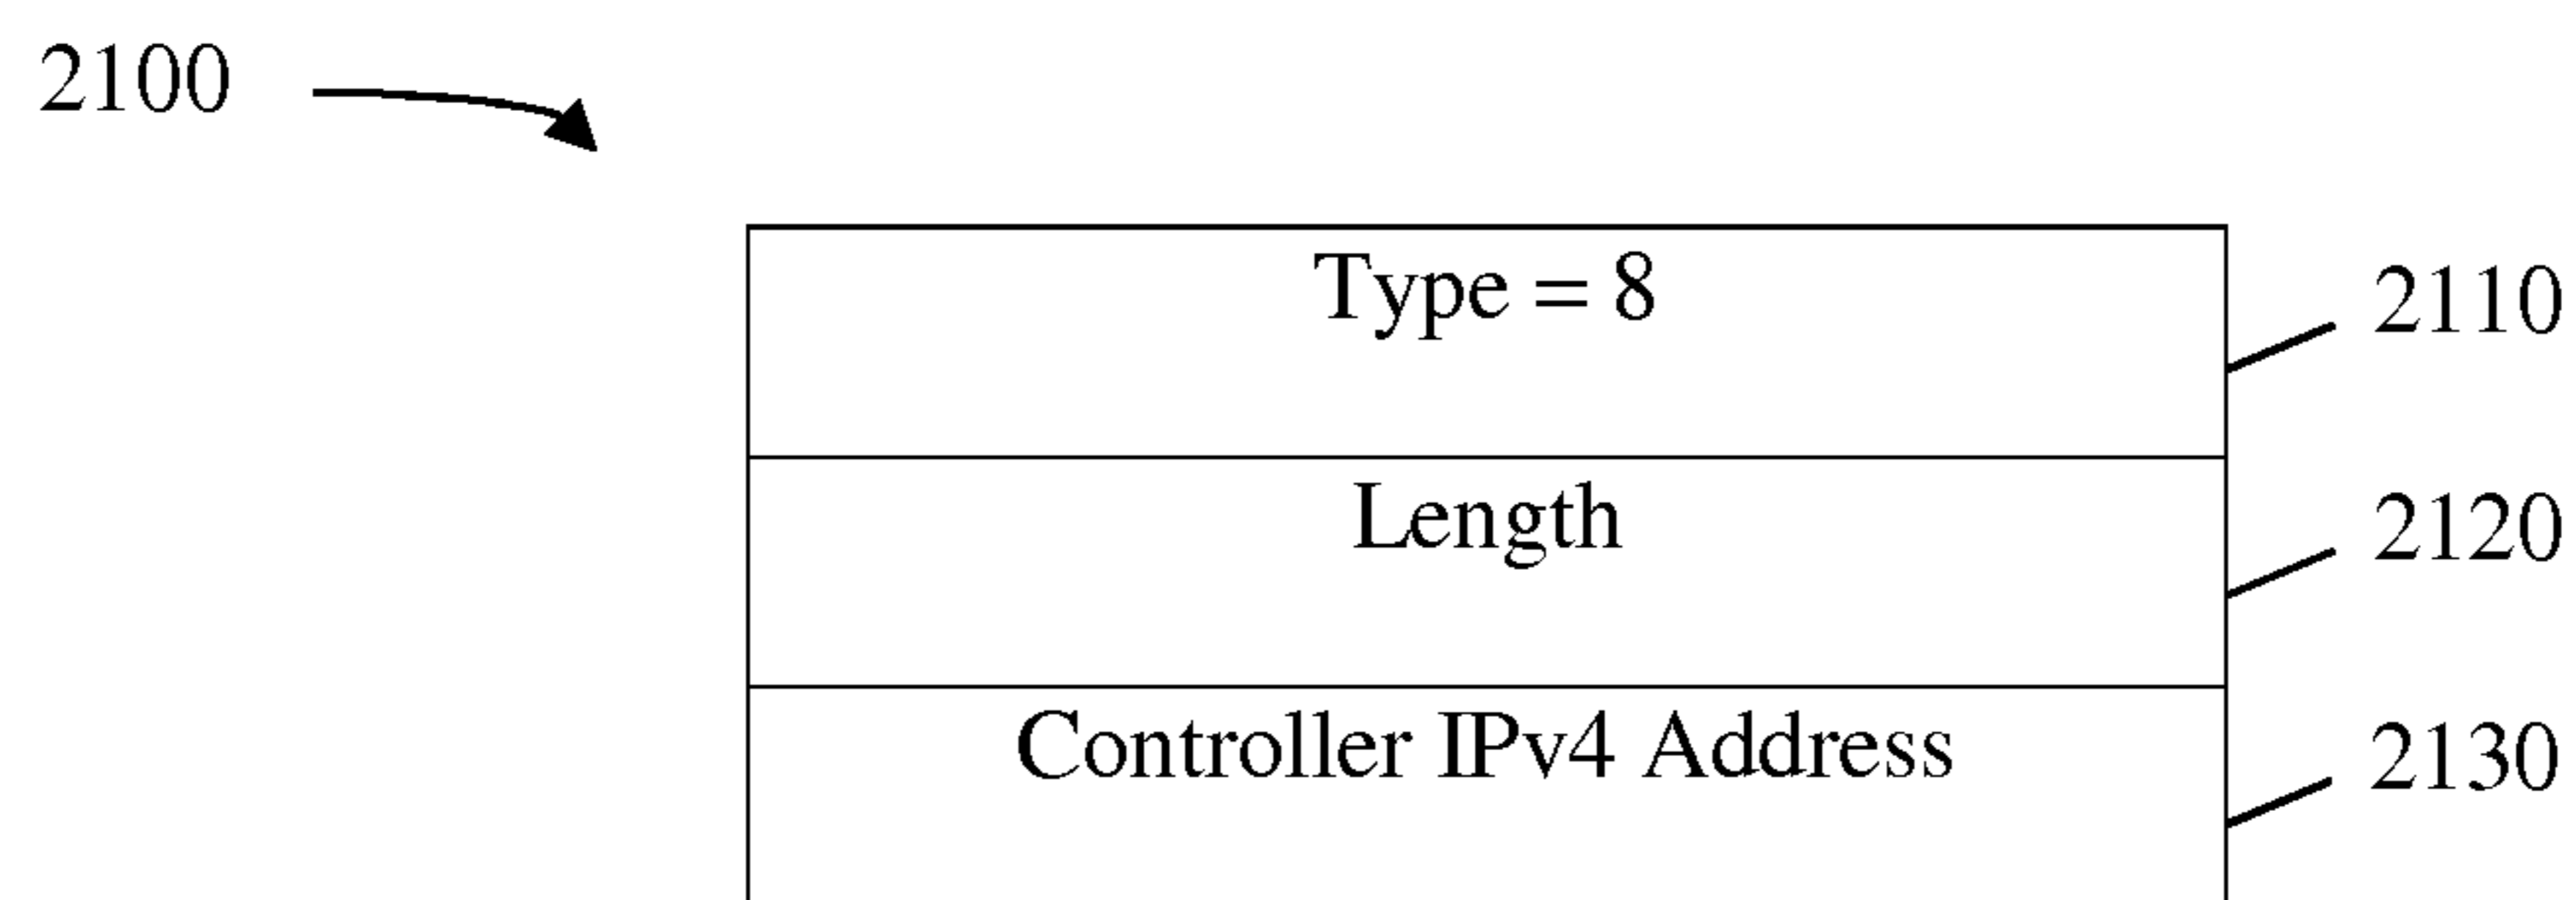 2100
Type = 8
2110
Length
2120
Controller IPv4 Address
2130